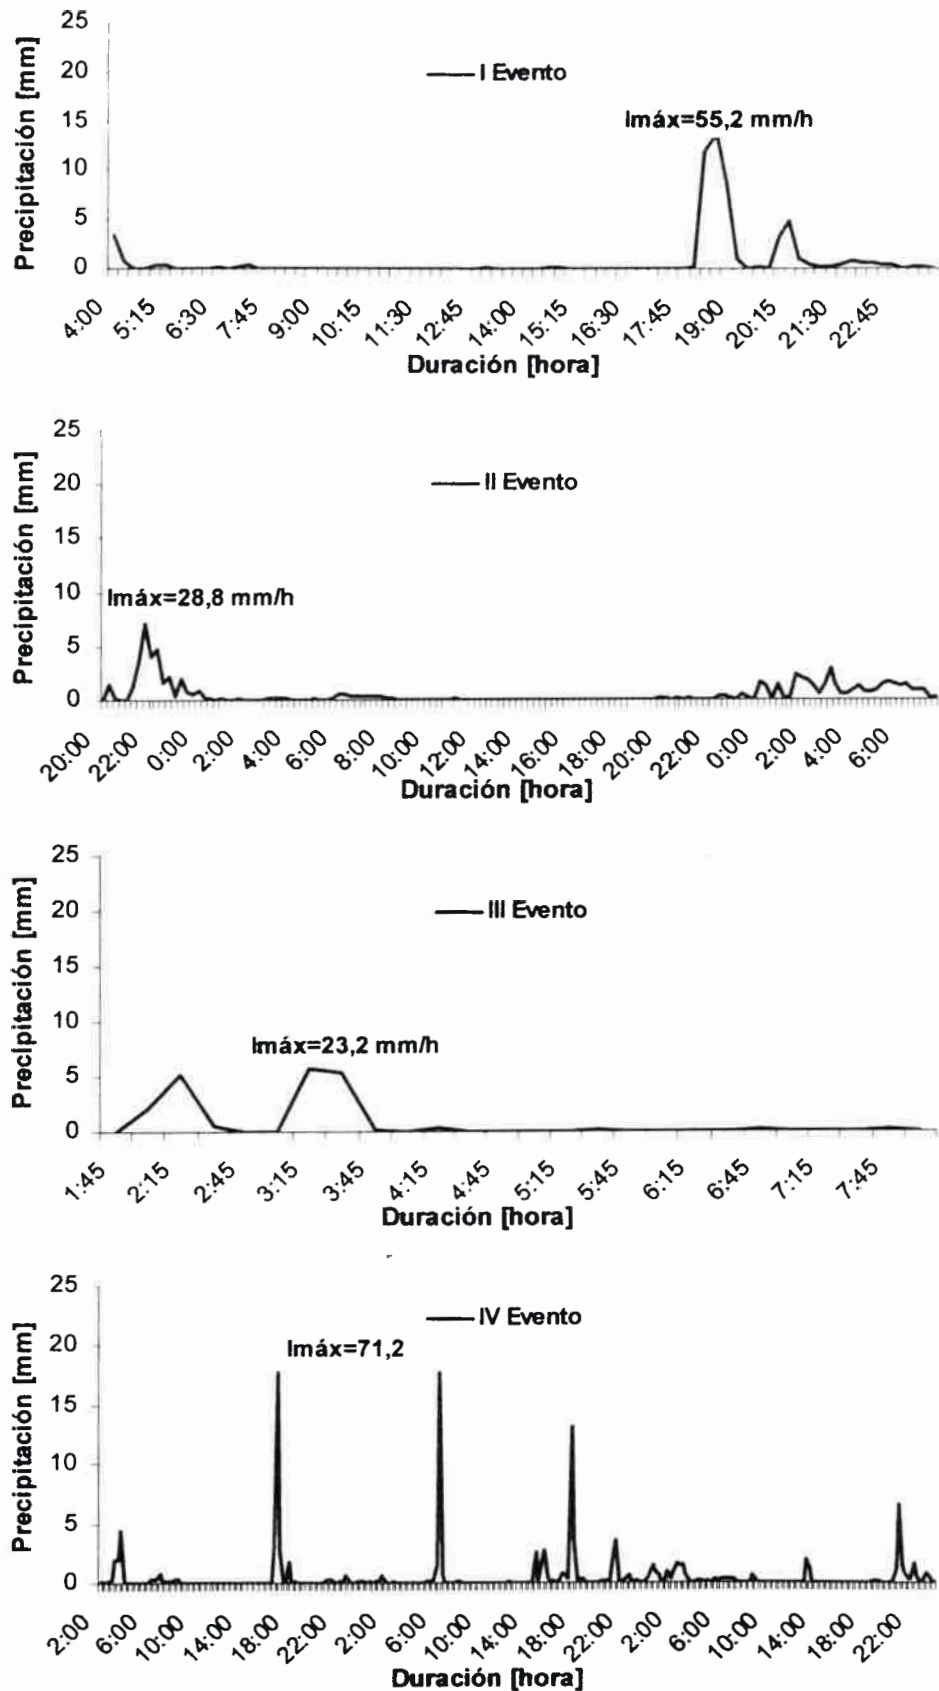 25
20
15
10
5
0
Precipitación [mm]
I Evento
Imáx=55,2 mm/h
4:00 5:15 6:30 7:45 9:00 10:15 11:30 12:45 14:00 15:15 16:30 17:45 19:00 20:15 21:30 22:45
Duración [hora]
25
20
15
10
5
0
Precipitación [mm]
II Evento
Imáx=28,8 mm/h
20:00 22:00 0:00 2:00 4:00 6:00 8:00 10:00 12:00 14:00 16:00 18:00 20:00 22:00 0:00 2:00 4:00 6:00
Duración [hora]
25
20
15
10
5
0
Precipitación [mm]
III Evento
Imáx=23,2 mm/h
1:45 2:15 2:45 3:15 3:45 4:15 4:45 5:15 5:45 6:15 6:45 7:15 7:45
Duración [hora]
25
20
15
10
5
0
Precipitación [mm]
IV Evento
Imáx=71,2
2:00 6:00 10:00 14:00 18:00 22:00 2:00 6:00 10:00 14:00 18:00 22:00 2:00 6:00 10:00 14:00 18:00 22:00
Duración [hora]